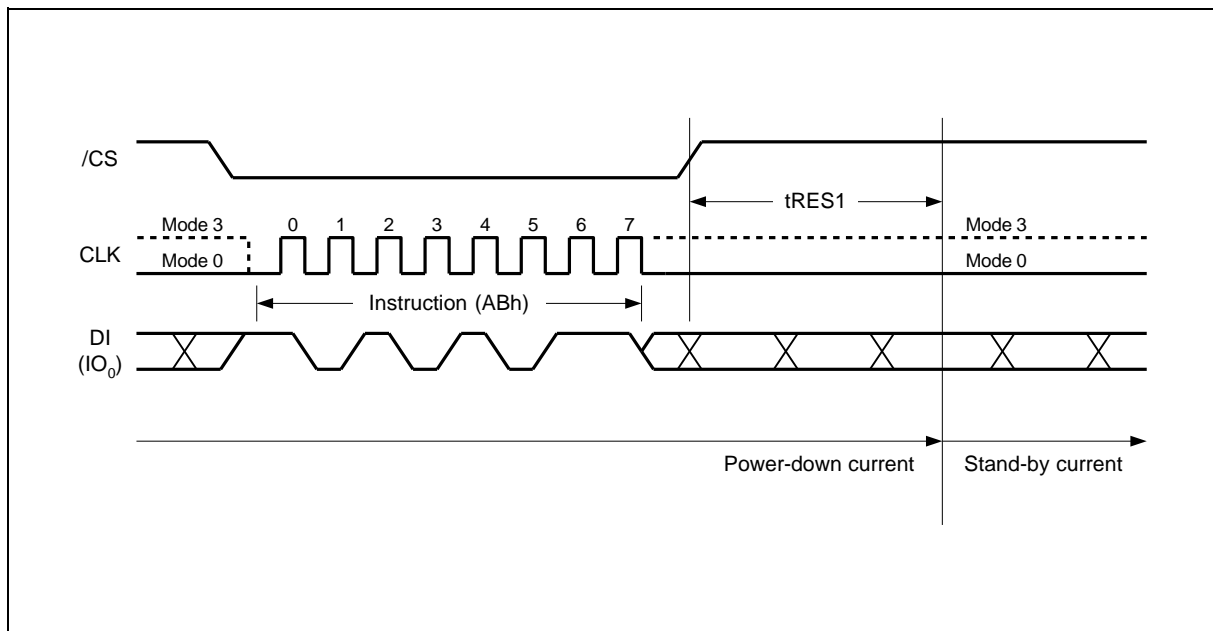 /CS
tRES1
Mode 3 0 1 2 3 4 5 6 7 Mode 3
CLK
Mode 0 Mode 0
Instruction (ABh)
DI
(IO0)
Power-down current Stand-by current